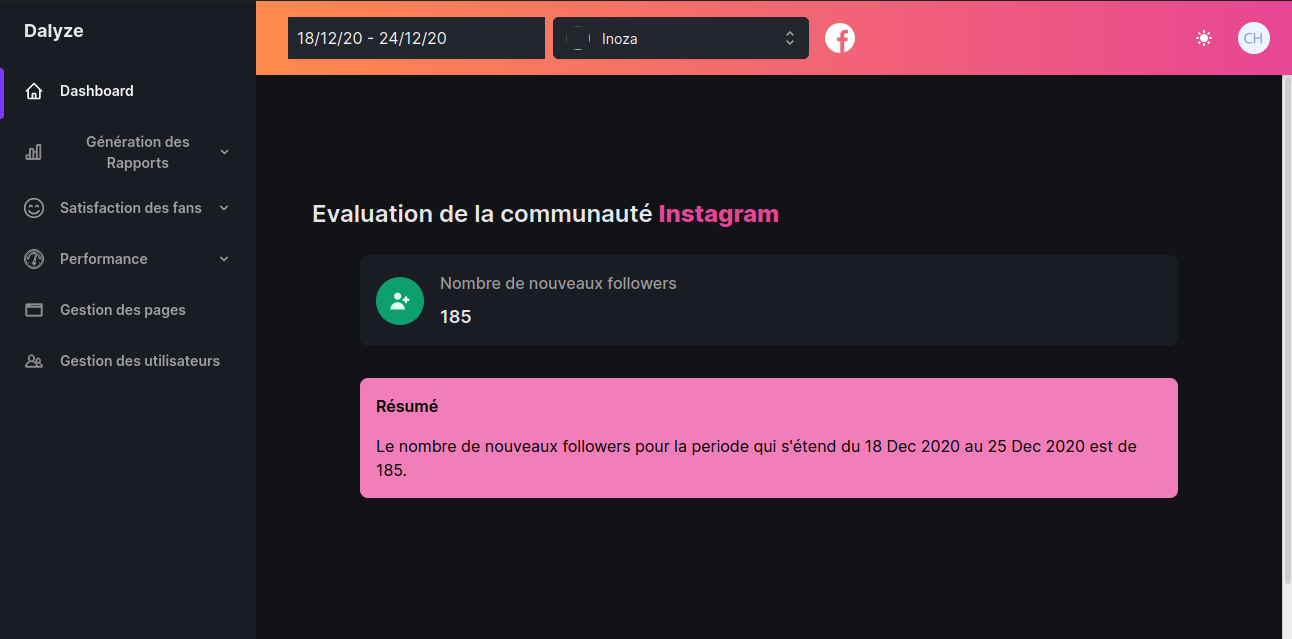 Dalyze
Dashboard
Génération des
Rapports
Satisfaction des fans
Performance
Gestion des pages
Gestion des utilisateurs
18/12/20 - 24/12/20
Inoza
CH
Evaluation de la communauté Instagram
Nombre de nouveaux followers
185
Résumé
Le nombre de nouveaux followers pour la periode qui s'étend du 18 Dec 2020 au 25 Dec 2020 est de
185.